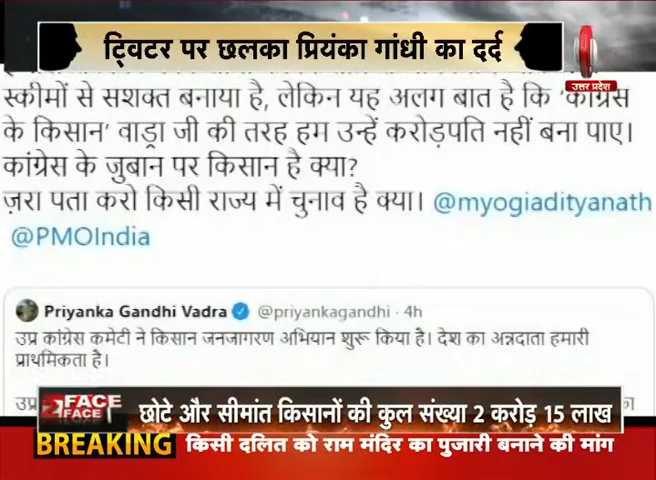 ट्विटर पर छलका प्रियंका गांधी का दर्द
उत्तर प्रदेश
स्कीमों से सशक्त बनाया है, लेकिन यह अलग बात है कि 'कांग्रेस
के किसान' वाड्रा जी की तरह हम उन्हें करोड़पति नहीं बना पाए।
कांग्रेस के ज़ुबान पर किसान है क्या?
ज़रा पता करो किसी राज्य में चुनाव है क्या। @myogiadityanath
@PMOIndia
Priyanka Gandhi Vadra @priyankagandhi · 4h
उप्र कांग्रेस कमेटी ने किसान जनजागरण अभियान शुरू किया है। देश का अन्नदाता हमारी
प्राथमिकता है।
उप्र
FACE 2 FACE
छोटे और सीमांत किसानों की कुल संख्या 2 करोड़ 15 लाख
BREAKING किसी दलित को राम मंदिर का पुजारी बनाने की मांग